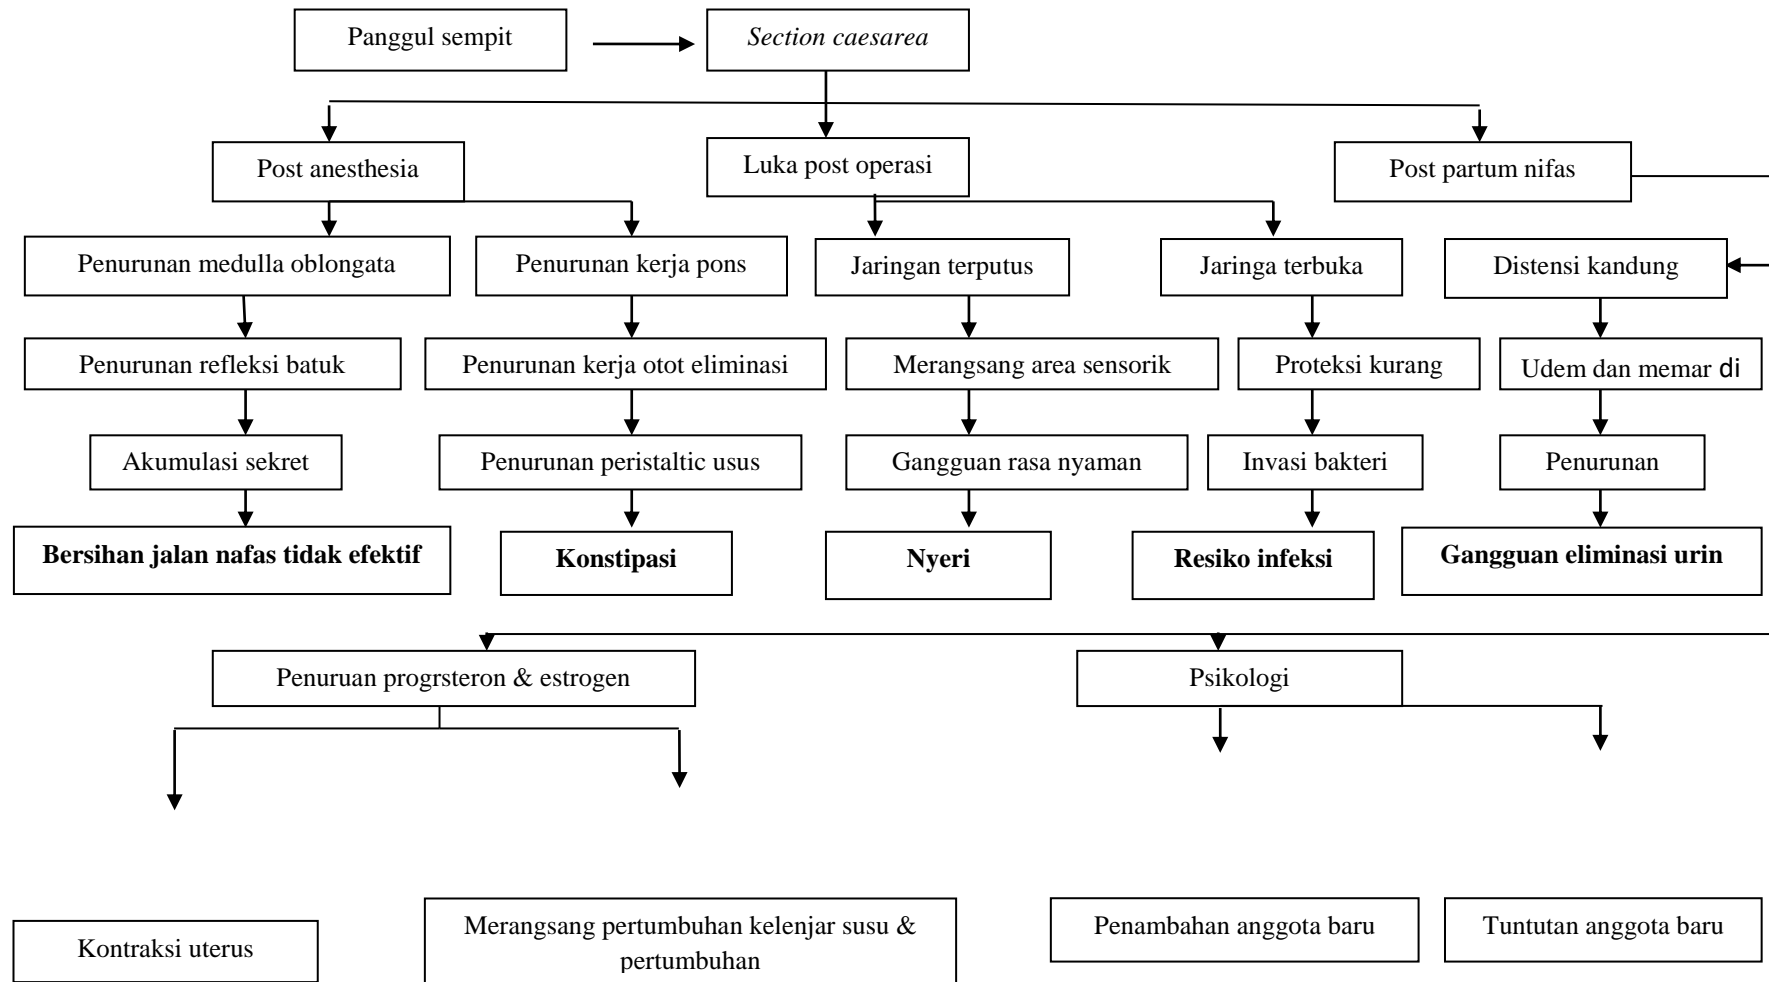 Panggul sempit
Section caesarea
Post anesthesia
Luka post operasi
Post partum nifas
Penurunan medulla oblongata
Penurunan kerja pons
Jaringan terputus
Jaringa terbuka
Distensi kandung
Penurunan refleksi batuk
Penurunan kerja otot eliminasi
Merangsang area sensorik
Proteksi kurang
Udem dan memar di
Akumulasi sekret
Penurunan peristaltic usus
Gangguan rasa nyaman
Invasi bakteri
Penurunan
Bersihan jalan nafas tidak efektif
Konstipasi
Nyeri
Resiko infeksi
Gangguan eliminasi urin
Penuruan progrsteron & estrogen
Psikologi
Kontraksi uterus
Merangsang pertumbuhan kelenjar susu &
pertumbuhan
Penambahan anggota baru
Tuntutan anggota baru